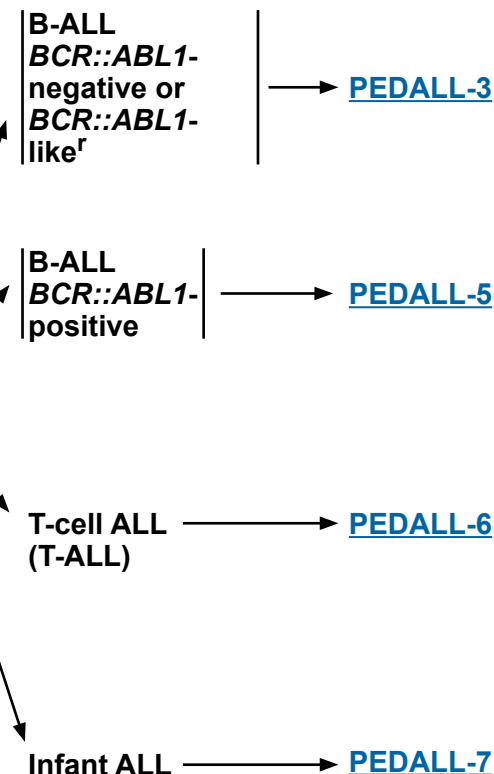 B-ALL
BCR::ABL1-
negative or
BCR::ABL1-
likeʳ
PEDALL-3
B-ALL
BCR::ABL1-
positive
PEDALL-5
T-cell ALL
(T-ALL)
PEDALL-6
Infant ALL
PEDALL-7